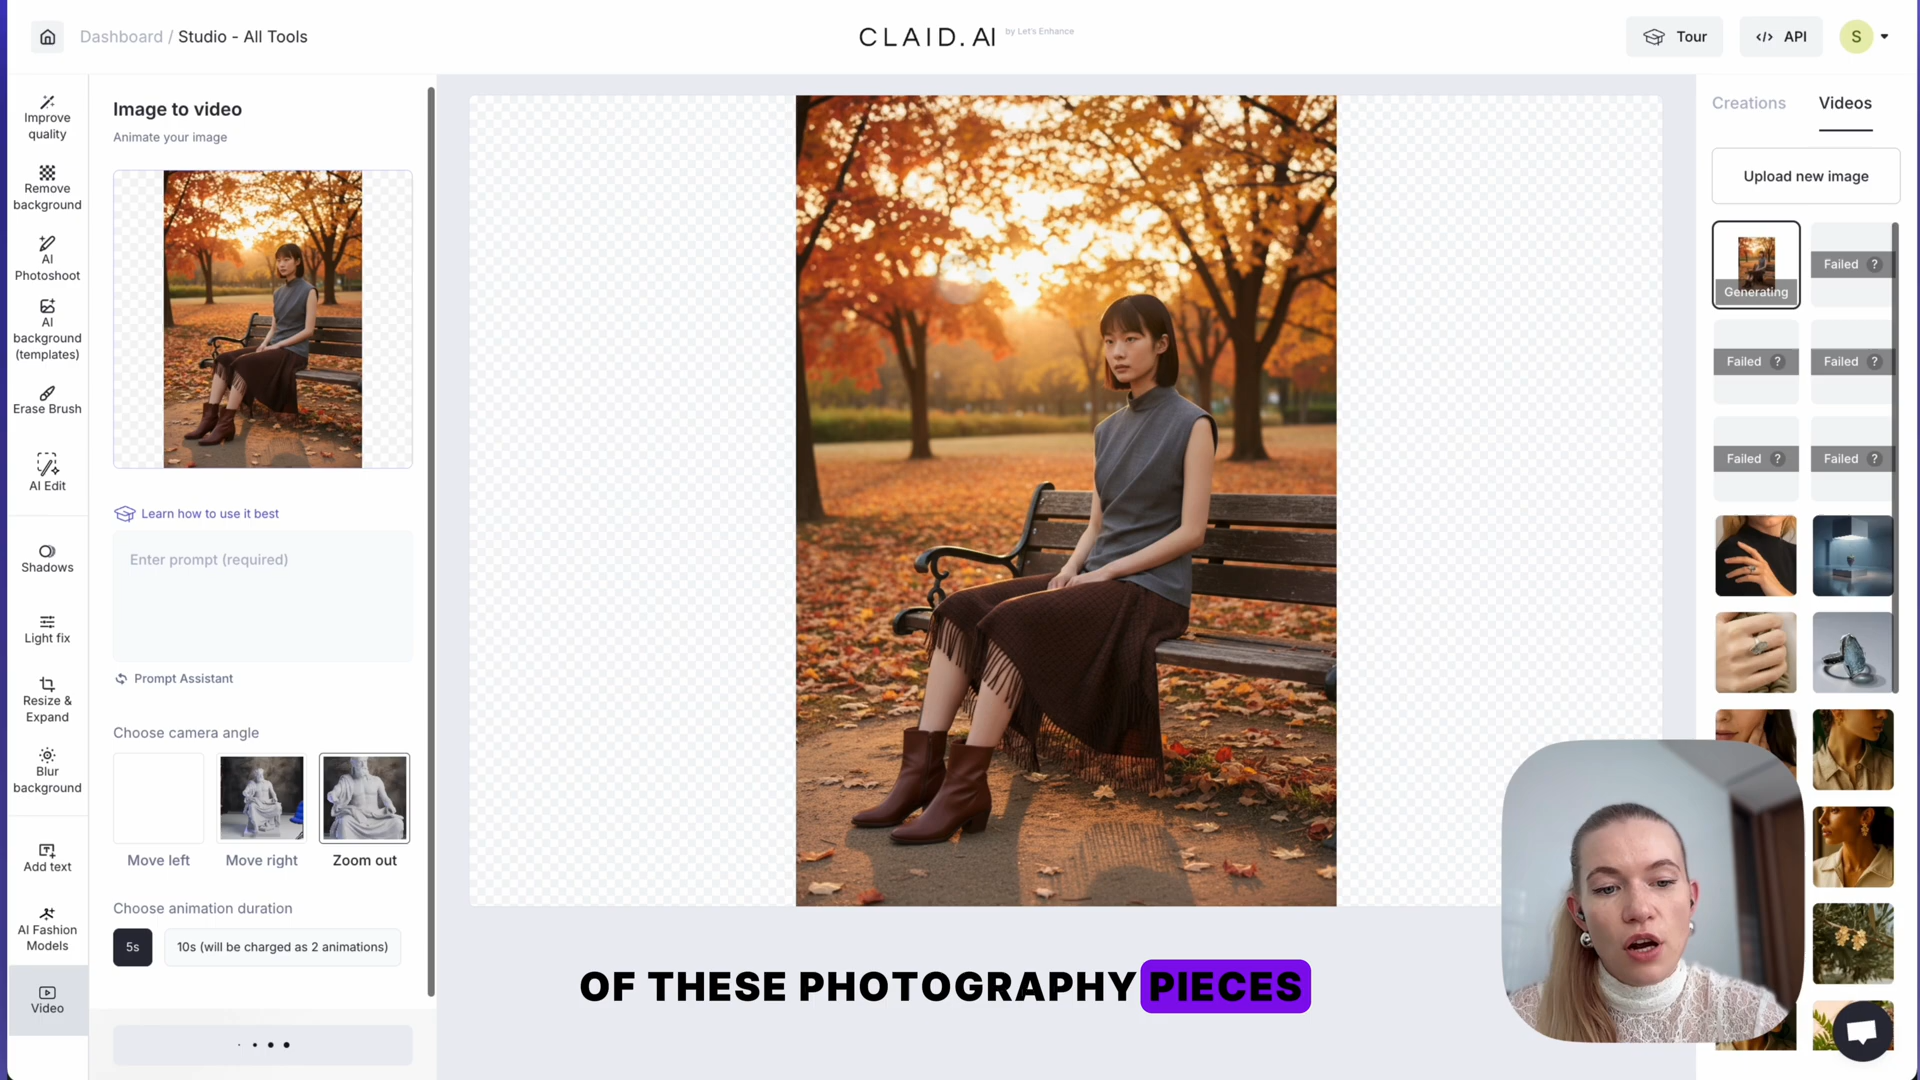 Dashboard / Studio - All Tools
CLAID.AI by Let's Enhance
Tour
API
S
Improve
quality
Remove
background
AI
Photoshoot
AI
background
(templates)
Erase Brush
AI Edit
Shadows
Light fix
Resize &
Expand
Blur
background
Add text
AI Fashion
Models
Video
Image to video
Animate your image
Learn how to use it best
Enter prompt (required)
Prompt Assistant
Choose camera angle
Move left
Move right
Zoom out
Choose animation duration
5s
10s (will be charged as 2 animations)
OF THESE PHOTOGRAPHY PIECES
Creations
Videos
Upload new image
Generating
Failed ?
Failed ?
Failed ?
Failed ?
Failed ?